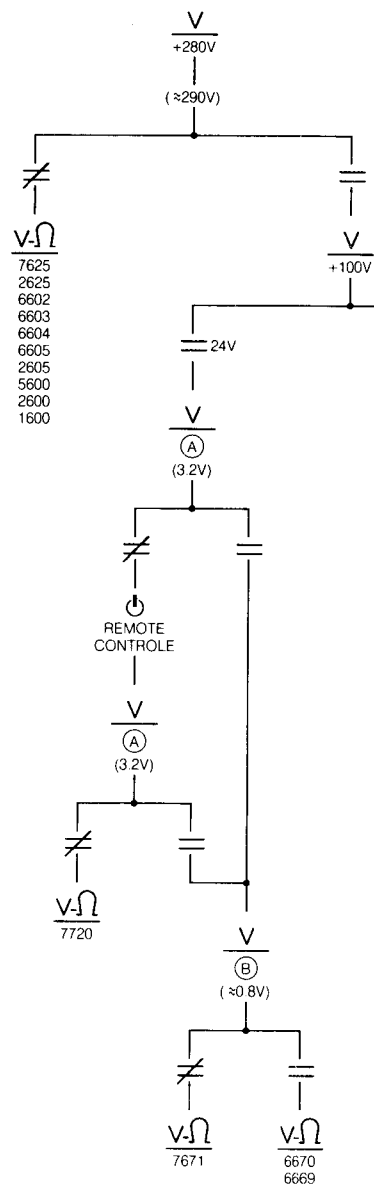 V
+280V
(≈290V)
≠
=
V-Ω
7625
2625
6602
6603
6604
6605
2605
5600
2600
1600
V
+100V
= 24V
V
A
(3.2V)
≠
=
REMOTE
CONTROLE
V
A
(3.2V)
≠
=
V-Ω
7720
V
B
(≈0.8V)
≠
=
V-Ω
7671
V-Ω
6670
6669